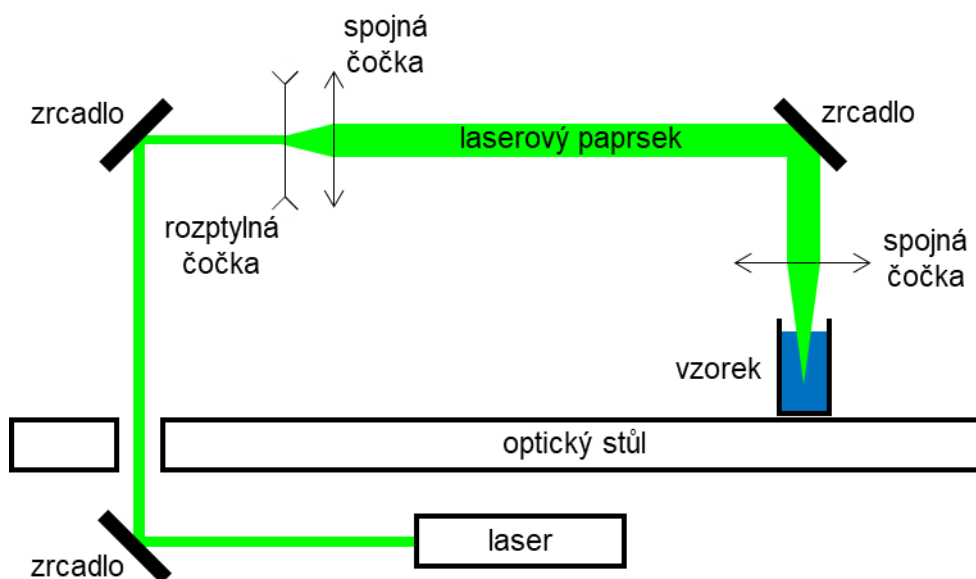 spojná
čočka
zrcadlo
zrcadlo
laserový paprsek
rozptylná
čočka
spojná
čočka
vzorek
optický stůl
laser
zrcadlo